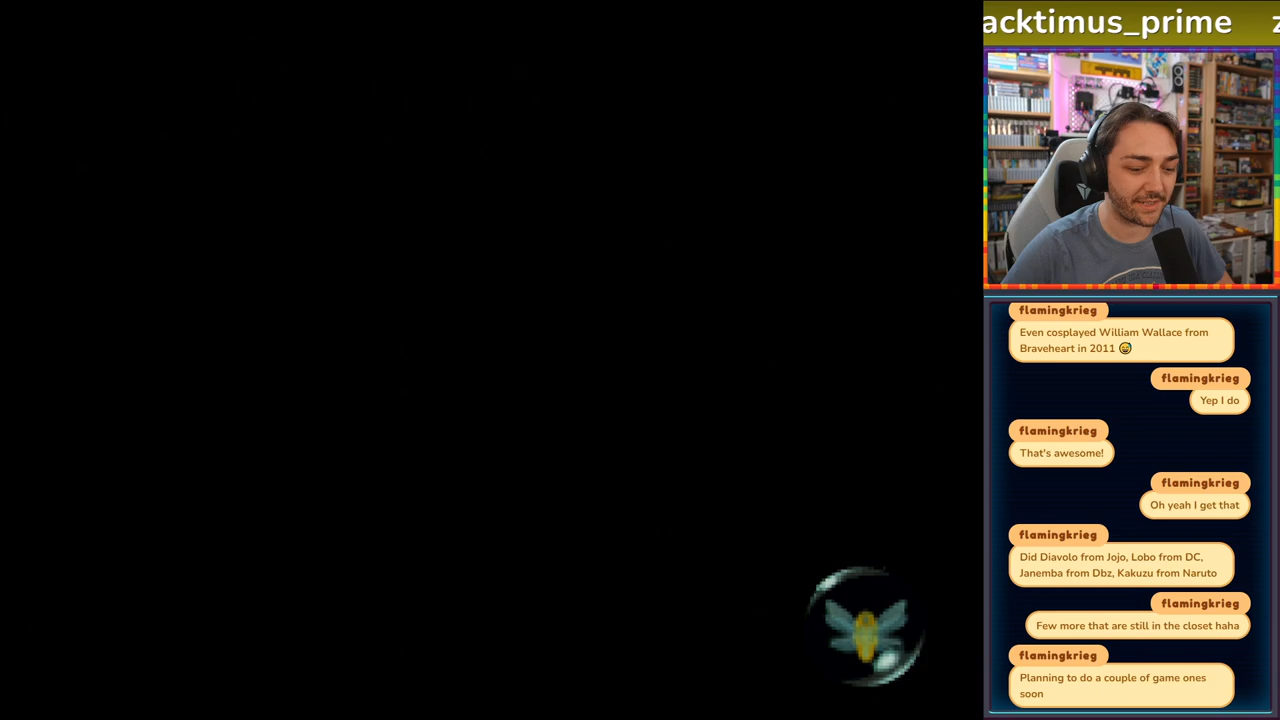 acktimus_prime
flamingkrieg
Even cosplayed William Wallace from
Braveheart in 2011 😅
flamingkrieg
Yep I do
flamingkrieg
That's awesome!
flamingkrieg
Oh yeah I get that
flamingkrieg
Did Diavolo from Jojo, Lobo from DC,
Janemba from Dbz, Kakuzu from Naruto
flamingkrieg
Few more that are still in the closet haha
flamingkrieg
Planning to do a couple of game ones
soon